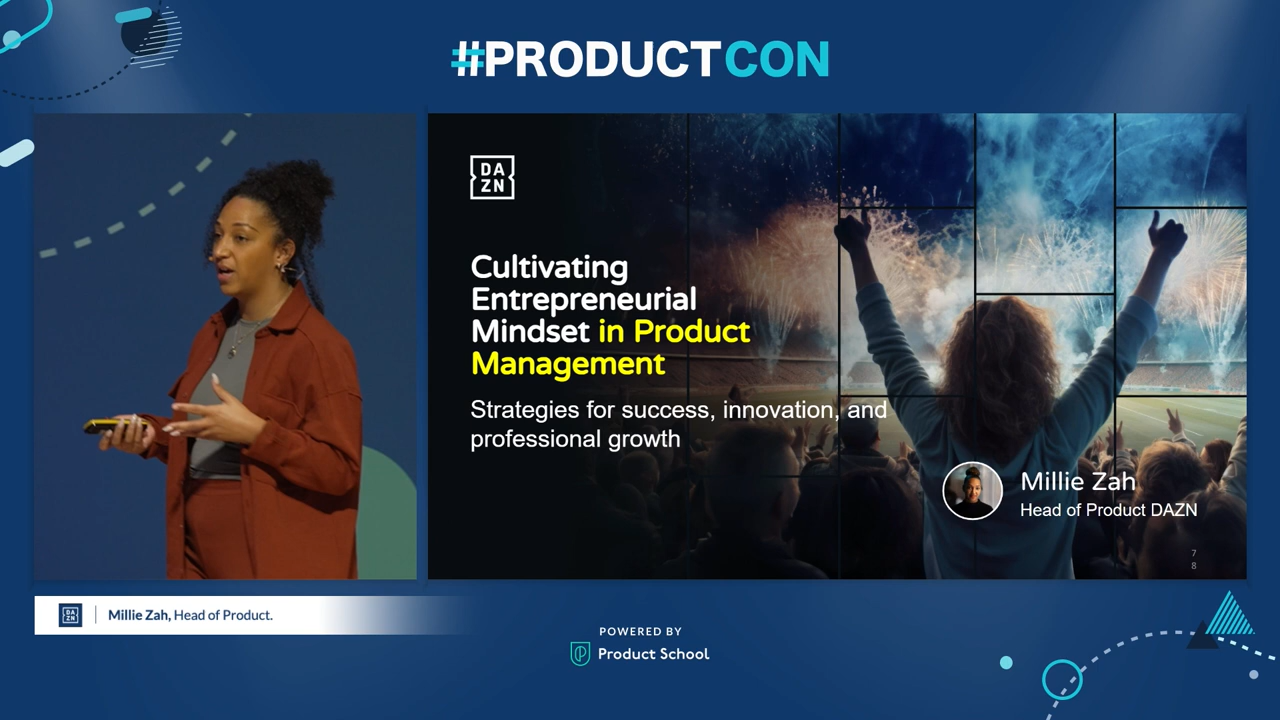 #PRODUCTCON
DA
ZN
Cultivating
Entrepreneurial
Mindset in Product
Management
Strategies for success, innovation, and
professional growth
Millie Zah
Head of Product DAZN
7
8
DA
ZN
Millie Zah, Head of Product.
POWERED BY
Product School